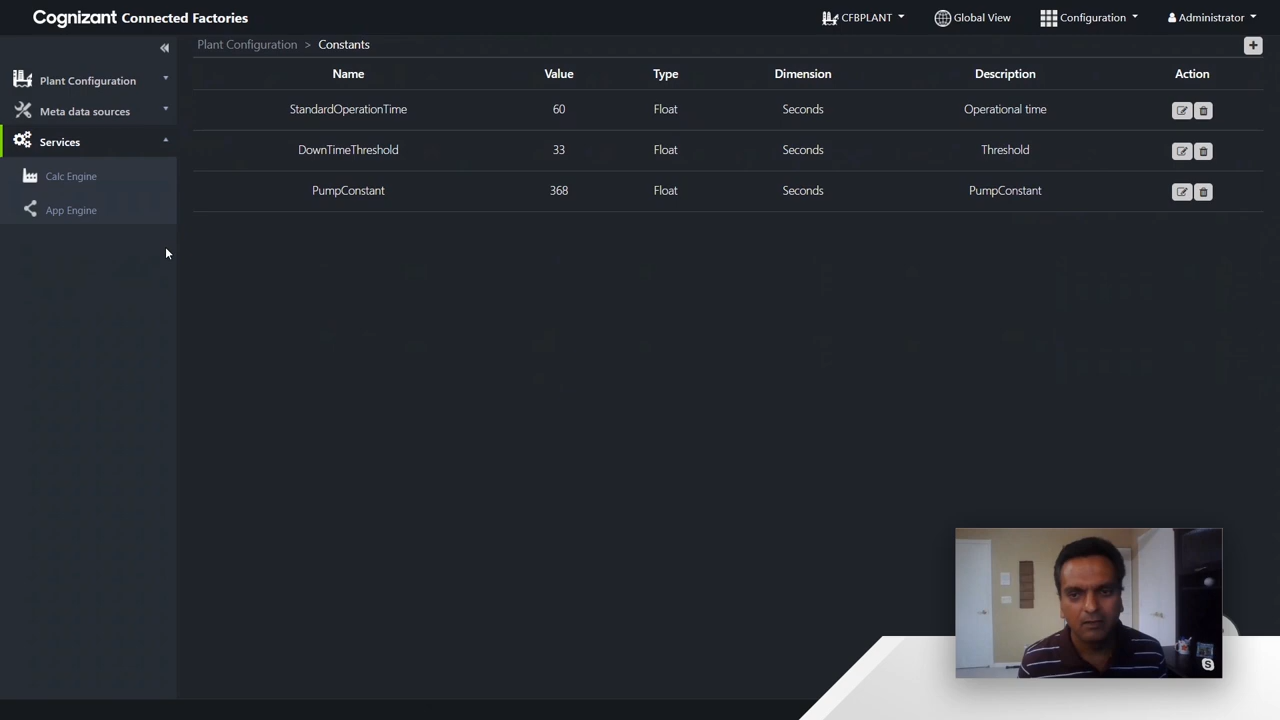 Cognizant Connected Factories
CFBPLANT
Global View
Configuration
Administrator
Plant Configuration > Constants
Plant Configuration
Meta data sources
Services
Calc Engine
App Engine
Name Value Type Dimension Description Action
StandardOperationTime 60 Float Seconds Operational time
DownTimeThreshold 33 Float Seconds Threshold
PumpConstant 368 Float Seconds PumpConstant